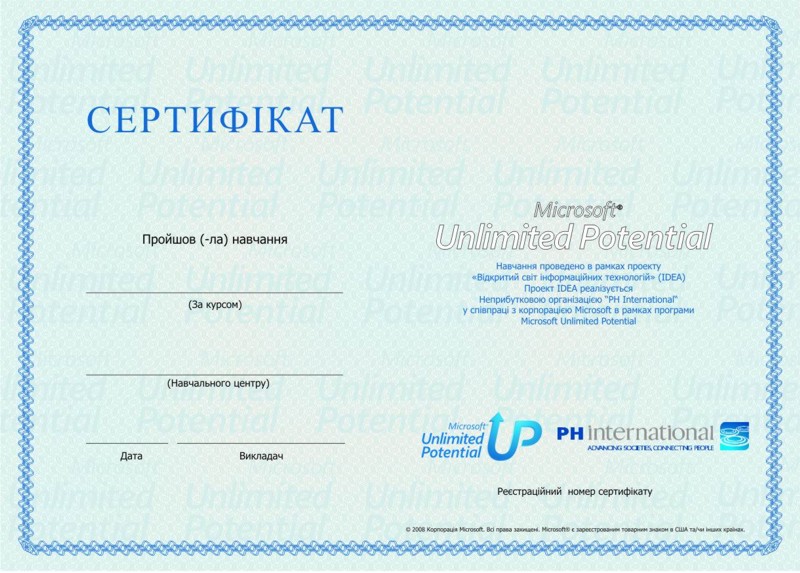 СЕРТИФІКАТ
Пройшов (-ла) навчання
(За курсом)
(Навчального центру)
Дата
Викладач
Microsoft®
Unlimited Potential
Навчання проведено в рамках проекту
«Відкритий світ інформаційних технологій» (IDEA)
Проект IDEA реалізується
Неприбутковою організацією "PH International"
у співпраці з корпорацією Microsoft в рамках програми
Microsoft Unlimited Potential
Microsoft®
Unlimited
Potential
UP
PH international
ADVANCING SOCIETIES, CONNECTING PEOPLE
Реєстраційний номер сертифікату
© 2008 Корпорація Microsoft. Всі права захищені. Microsoft® є зареєстрованим товарним знаком в США та/чи інших країнах.